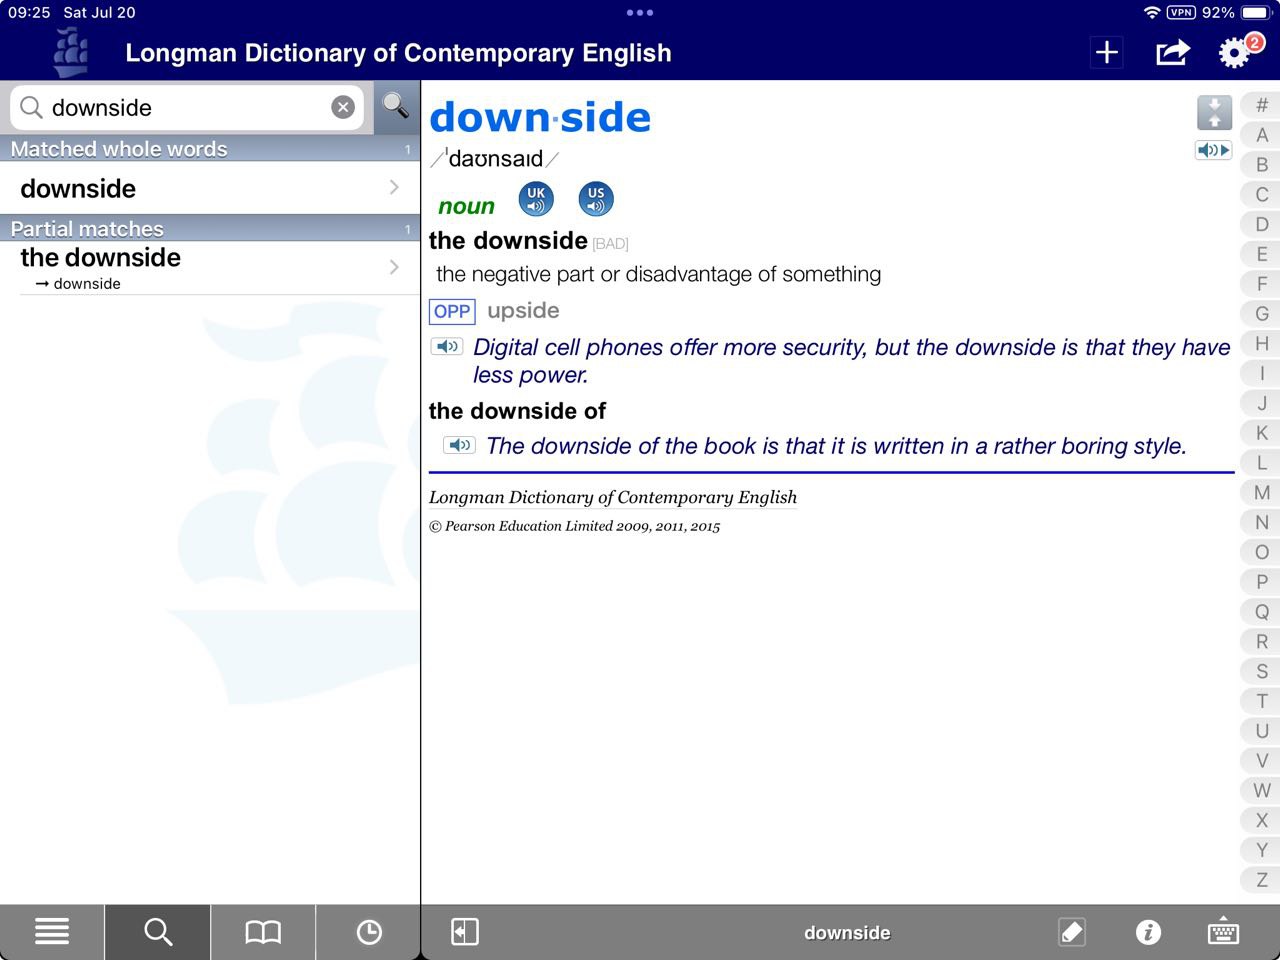 09:25 Sat Jul 20
VPN 92%
Longman Dictionary of Contemporary English
2
downside
Matched whole words 1
downside
Partial matches 1
the downside
→ downside
down·side
/ˈdaʊnsaɪd/
noun UK US
the downside [BAD]
the negative part or disadvantage of something
OPP upside
Digital cell phones offer more security, but the downside is that they have
less power.
the downside of
The downside of the book is that it is written in a rather boring style.
Longman Dictionary of Contemporary English
© Pearson Education Limited 2009, 2011, 2015
#
A
B
C
D
E
F
G
H
I
J
K
L
M
N
O
P
Q
R
S
T
U
V
W
X
Y
Z
downside